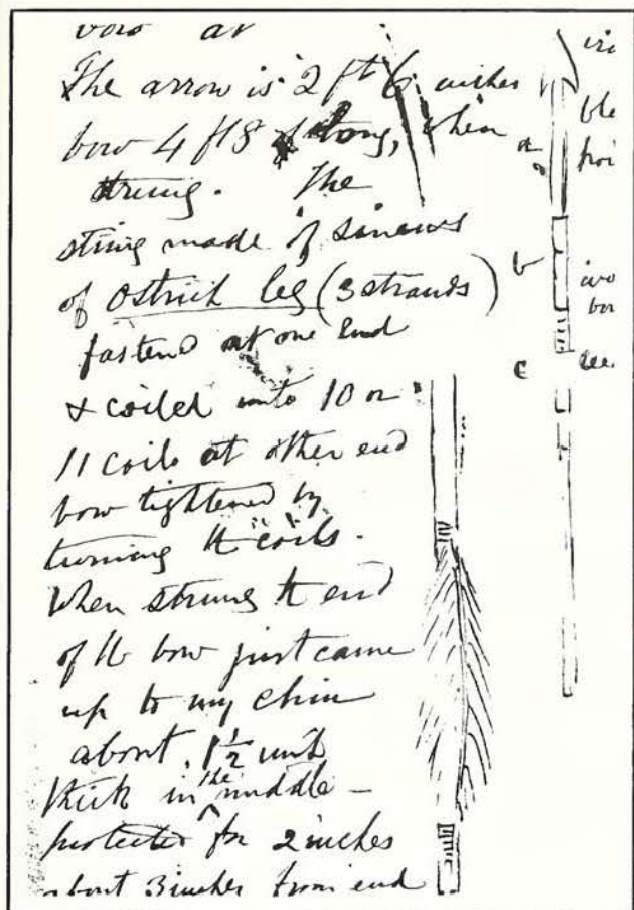 bow
The arrow is 2 ft 6 inches
bow 4 ft 8 long, when
strung. The
string made of sinews
of Ostrich leg (3 strands)
fastend at one end
& coiled into 10 or
11 coils at other end
bow tightened by
turning the coils.
When strung the end
of the bow just came
up to my chin
about 1½ inch
thick in the middle –
protected for 2 inches
about 3 inches from end
a
b
c